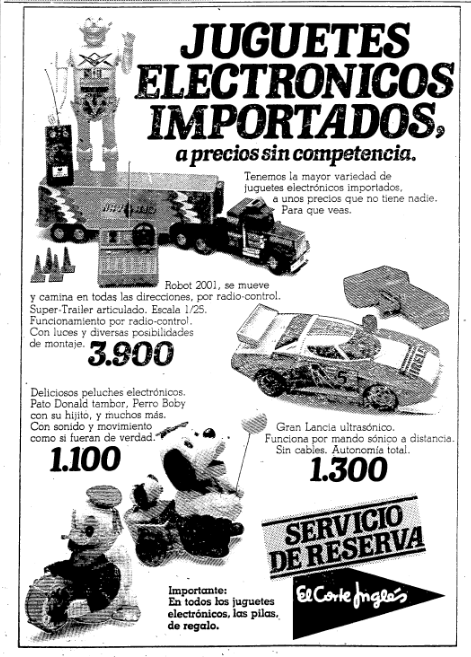 JUGUETES
ELECTRONICOS
IMPORTADOS,
a precios sin competencia.
Tenemos la mayor variedad de
juguetes electrónicos importados,
a unos precios que no tiene nadie.
Para que veas.
Robot 2001, se mueve
y camina en todas las direcciones, por radio-control.
Super-Trailer articulado. Escala 1/25.
Funcionamiento por radio-control.
Con luces y diversas posibilidades
de montaje. 3.900
Deliciosos peluches electrónicos.
Pato Donald tambor, Perro Boby
con su hijito, y muchos más.
Con sonido y movimiento
como si fueran de verdad.
1.100
Gran Lancia ultrasónico.
Funciona por mando sónico a distancia.
Sin cables. Autonomía total.
1.300
SERVICIO
DE RESERVA
El Corte Inglés
Importante:
En todos los juguetes
electrónicos, las pilas,
de regalo.